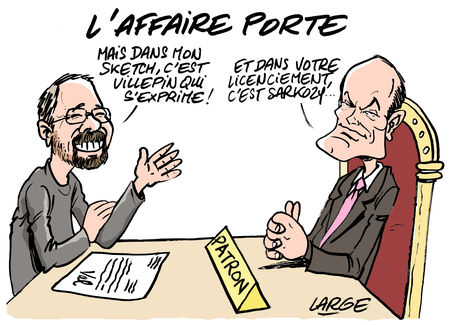 L'AFFAIRE PORTE
MAIS DANS MON
SKETCH, C'EST
VILLEPIN QUI
S'EXPRIME!
ET DANS VOTRE
LICENCIEMENT,
C'EST SARKOZY...
PATRON
LARGE